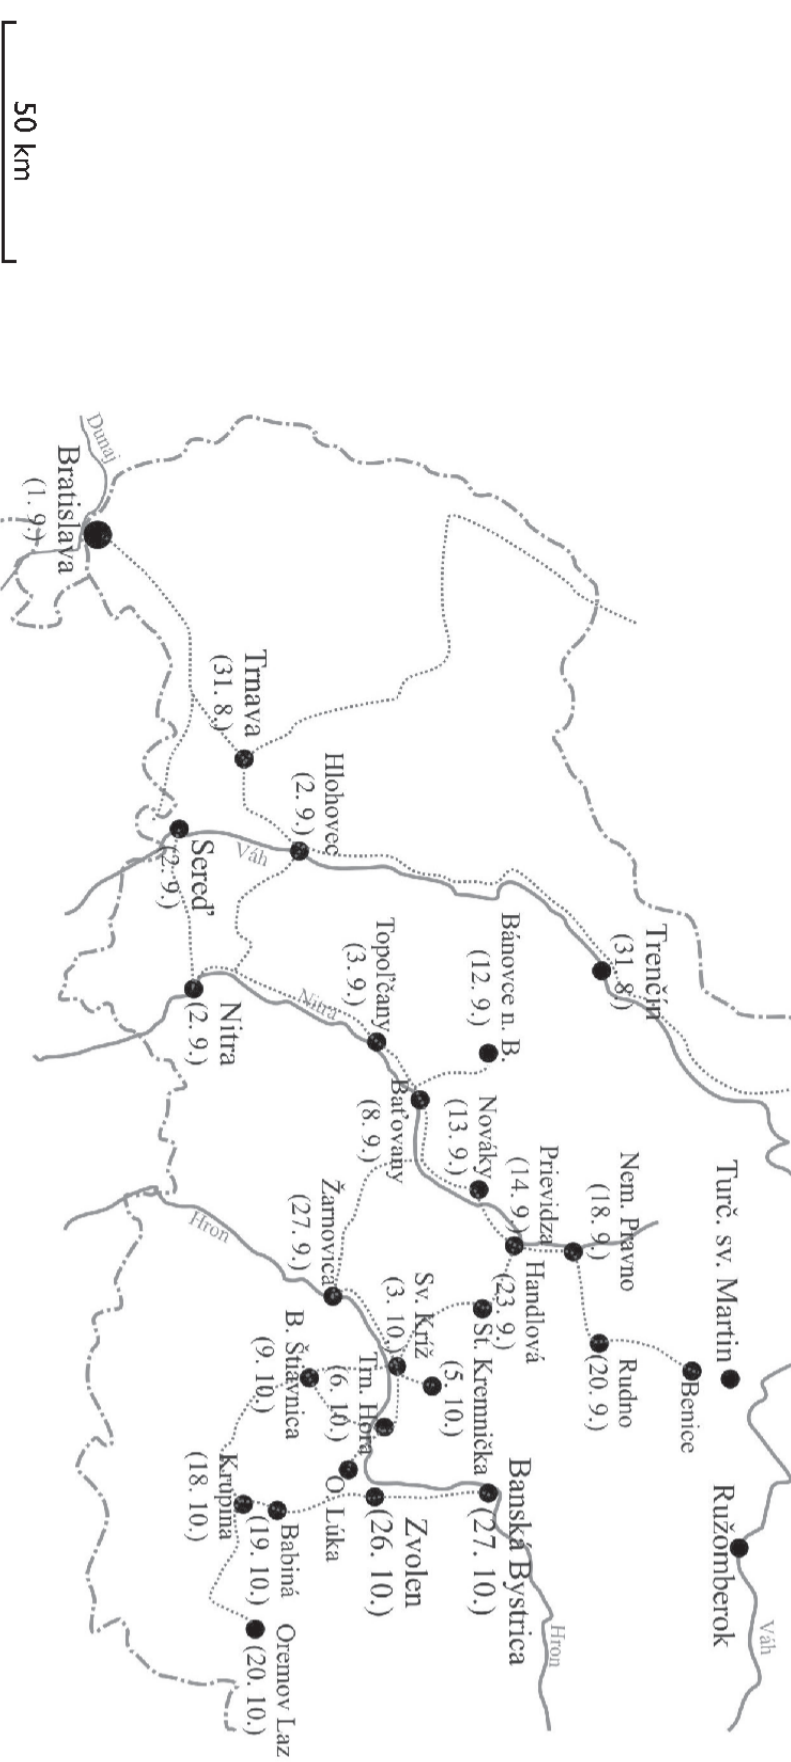 50 km
Dunaj
Bratislava
(1. 9.)
Trnava
(31. 8.)
Hlohovec
(2. 9.)
Váh
Sereď
(2. 9.)
Trenčín
(31. 8.)
Bánovce n. B.
(12. 9.)
Topoľčany
(3. 9.)
Nitra
Nitra
(2. 9.)
Baťovany
(8. 9.)
Nováky
(13. 9.)
Prievidza
(14. 9.)
Nem. Pravno
(18. 9.)
Turč. sv. Martin
Benice
Rudno
(20. 9.)
Handlová
(23. 9.)
Žarnovica
(27. 9.)
Hron
Sv. Kríž
(3. 10.)
St. Kremnička
(5. 10.)
Trn. Hora
(6. 10.)
B. Štiavnica
(9. 10.)
Krupina
(18. 10.)
Babiná
(19. 10.)
O. Lúka
Zvolen
(26. 10.)
Banská Bystrica
(27. 10.)
Ružomberok
Váh
Hron
Oremov Laz
(20. 10.)